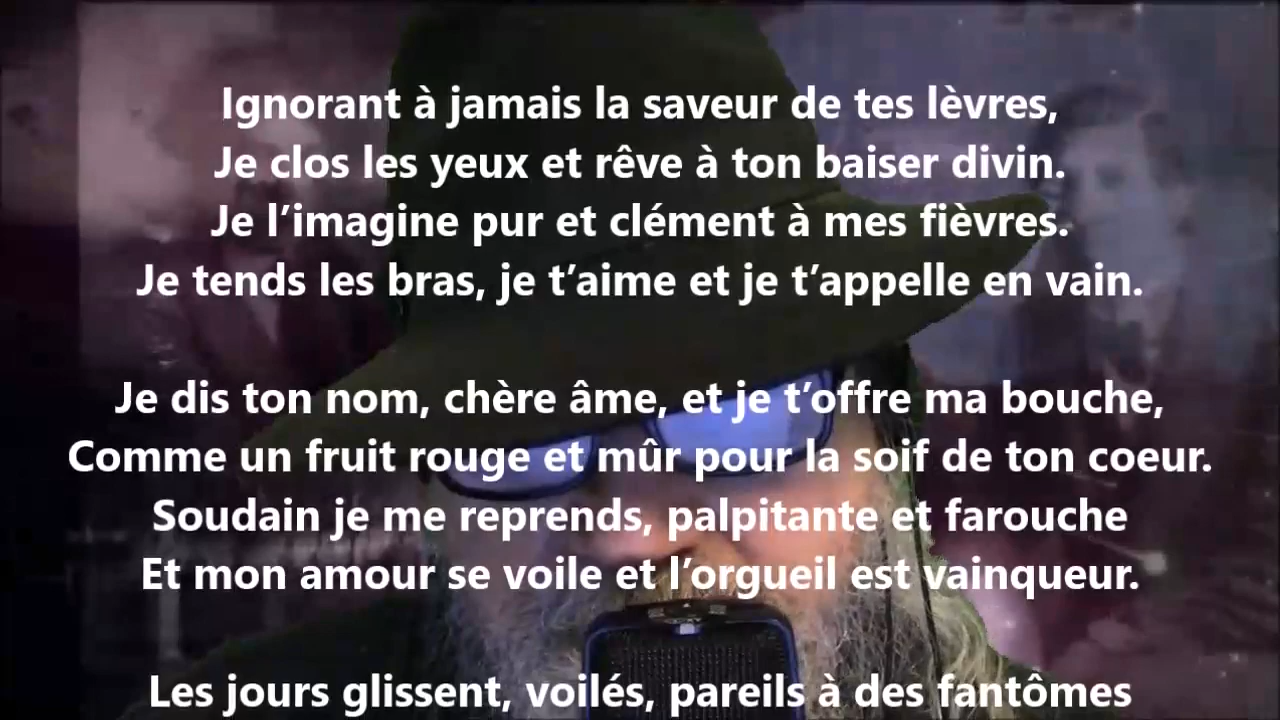 Ignorant à jamais la saveur de tes lèvres,
Je clos les yeux et rêve à ton baiser divin.
Je l’imagine pur et clément à mes fièvres.
Je tends les bras, je t’aime et je t’appelle en vain.
Je dis ton nom, chère âme, et je t’offre ma bouche,
Comme un fruit rouge et mûr pour la soif de ton coeur.
Soudain je me reprends, palpitante et farouche
Et mon amour se voile et l’orgueil est vainqueur.
Les jours glissent, voilés, pareils à des fantômes